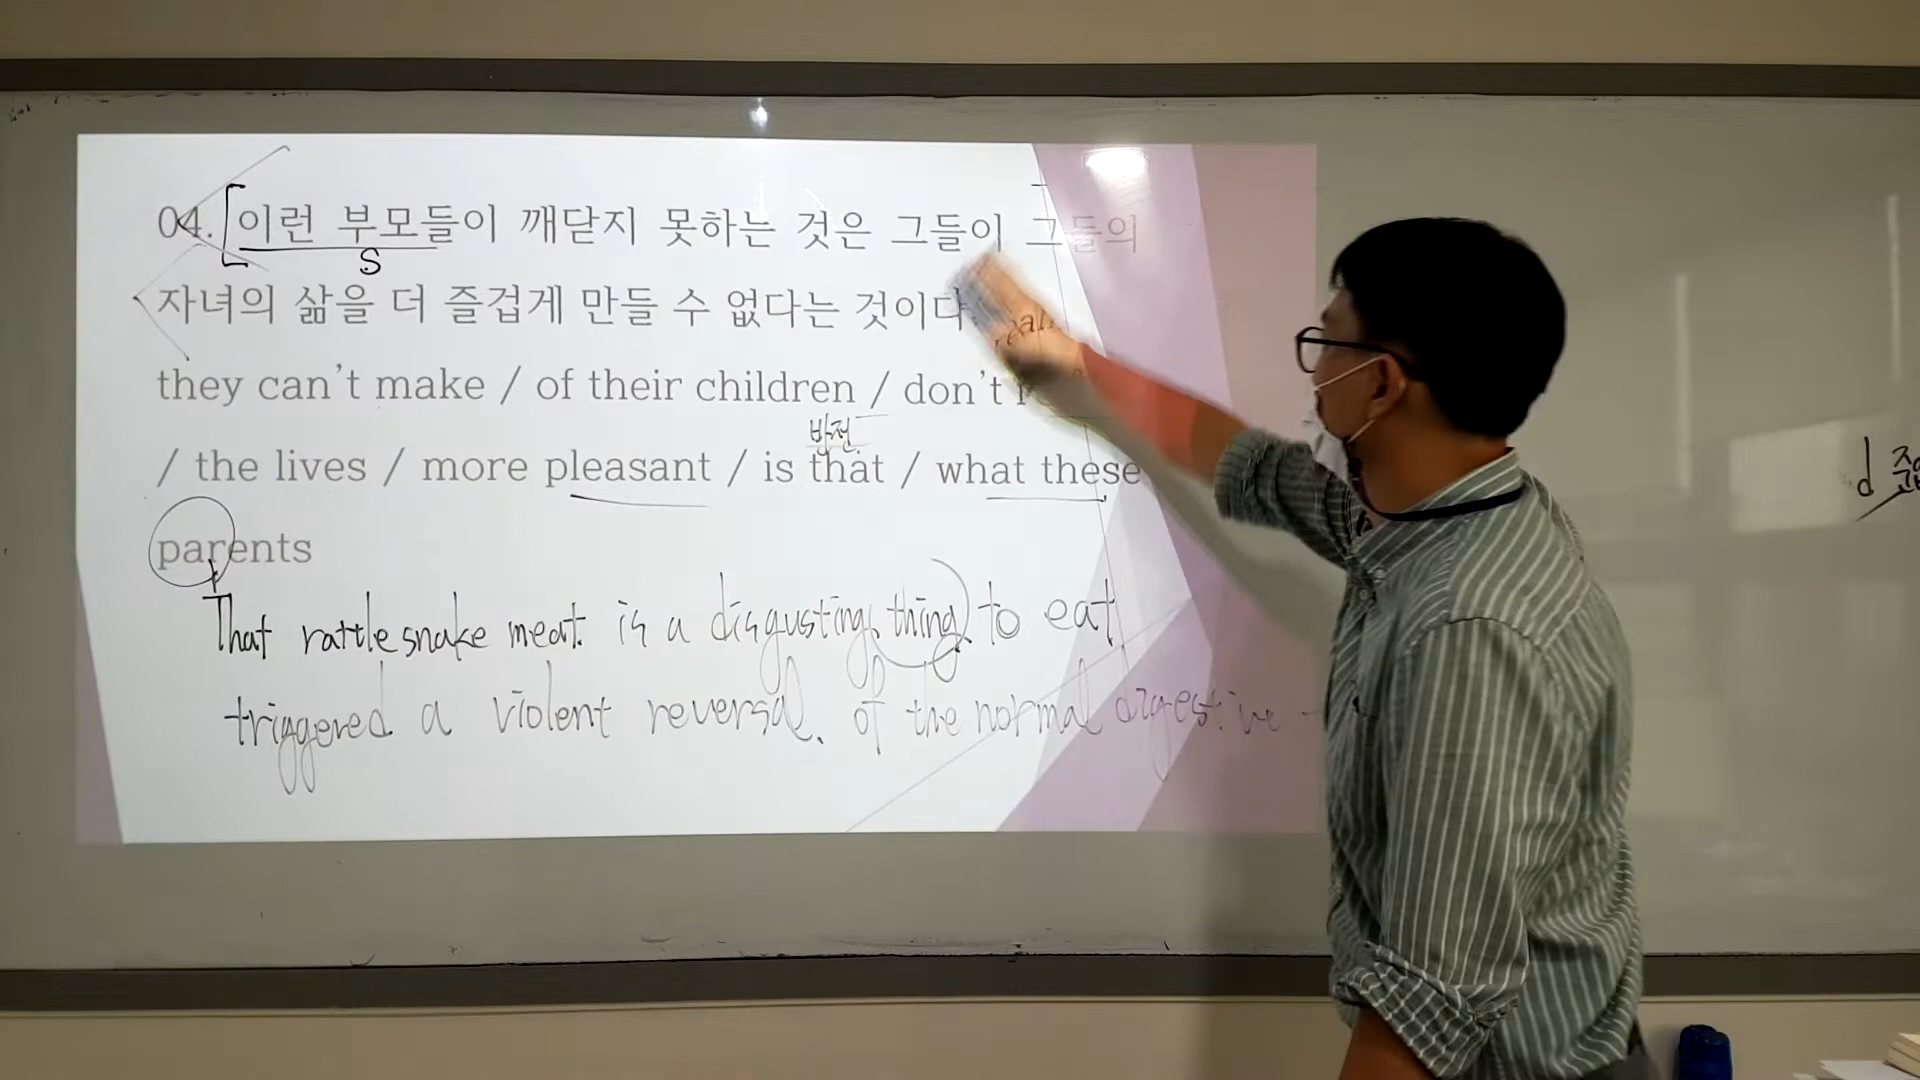 04. 이런 부모들이 깨닫지 못하는 것은 그들이 그들의
S
자녀의 삶을 더 즐겁게 만들 수 없다는 것이다
they can't make / of their children / don't
반전
/ the lives / more pleasant / is that / what these
parents
That rattlesnake meat is a disgusting thing to eat
triggered a violent reversal of the normal digestive
d